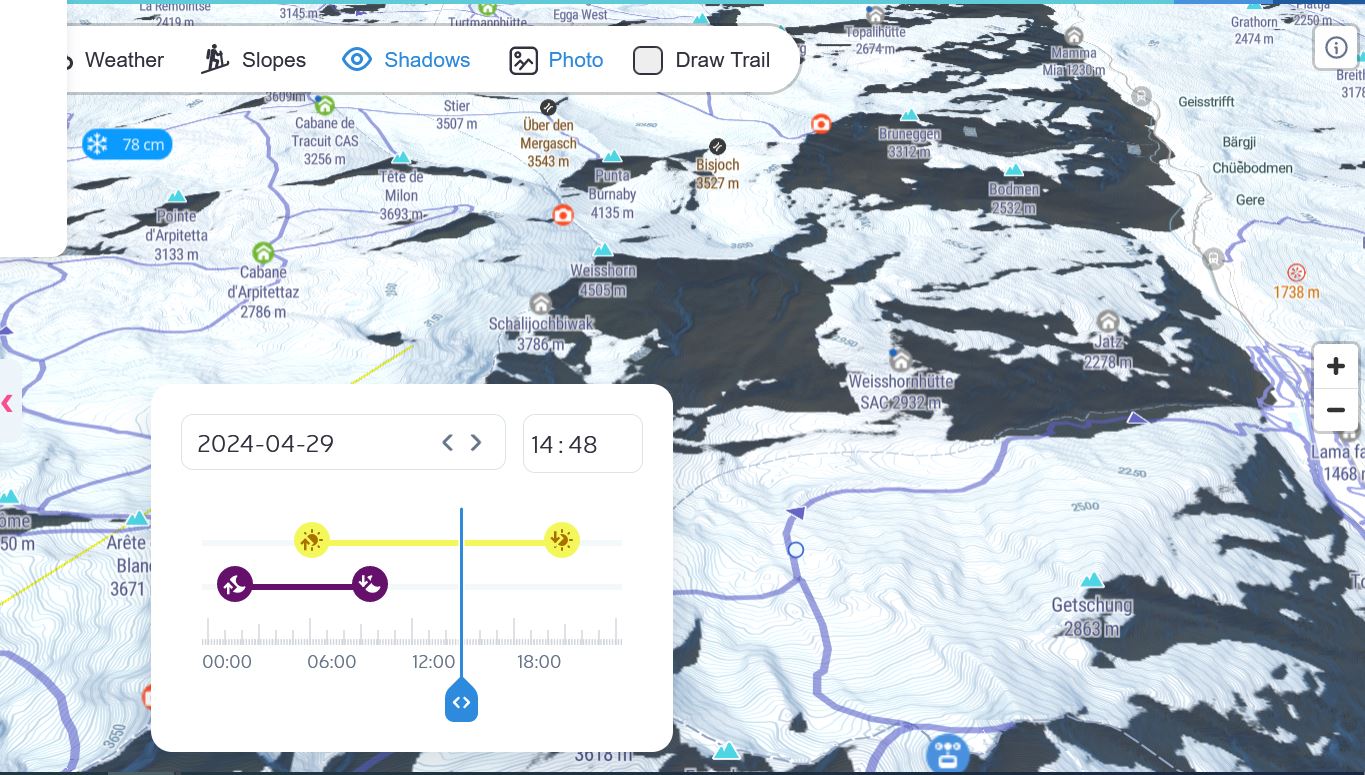 La Remointse
2419 m
3145 m
Turtmannhütte
Egga West
Topalihütte
2674 m
Mamma
Mia 1230 m
Grathorn
2474 m
2250 m
Weather
Slopes
Shadows
Photo
Draw Trail
3609m
Cabane de
Tracuit CAS
3256 m
Stier
3507 m
Über den
Mergasch
3543 m
Bisjoch
3527 m
Bruneggen
3312 m
Geisstrifft
Bärgji
Chüebodmen
Gere
78 cm
Tête de
Milon
3693 m
Punta
Burnaby
4135 m
Bodmen
2532 m
Pointe
d'Arpitetta
3133 m
Cabane
d'Arpitettaz
2786 m
Weisshorn
4505 m
Schalijochbiwak
3786 m
1738 m
Jatz
2278 m
Weisshornhütte
SAC 2932 m
2024-04-29
14:48
+
−
Lama fa
1468 m
2250
2500
ôme
50 m
Arête
Blanc
3671
Getschung
2863 m
00:00
06:00
12:00
18:00
3650
3618 m